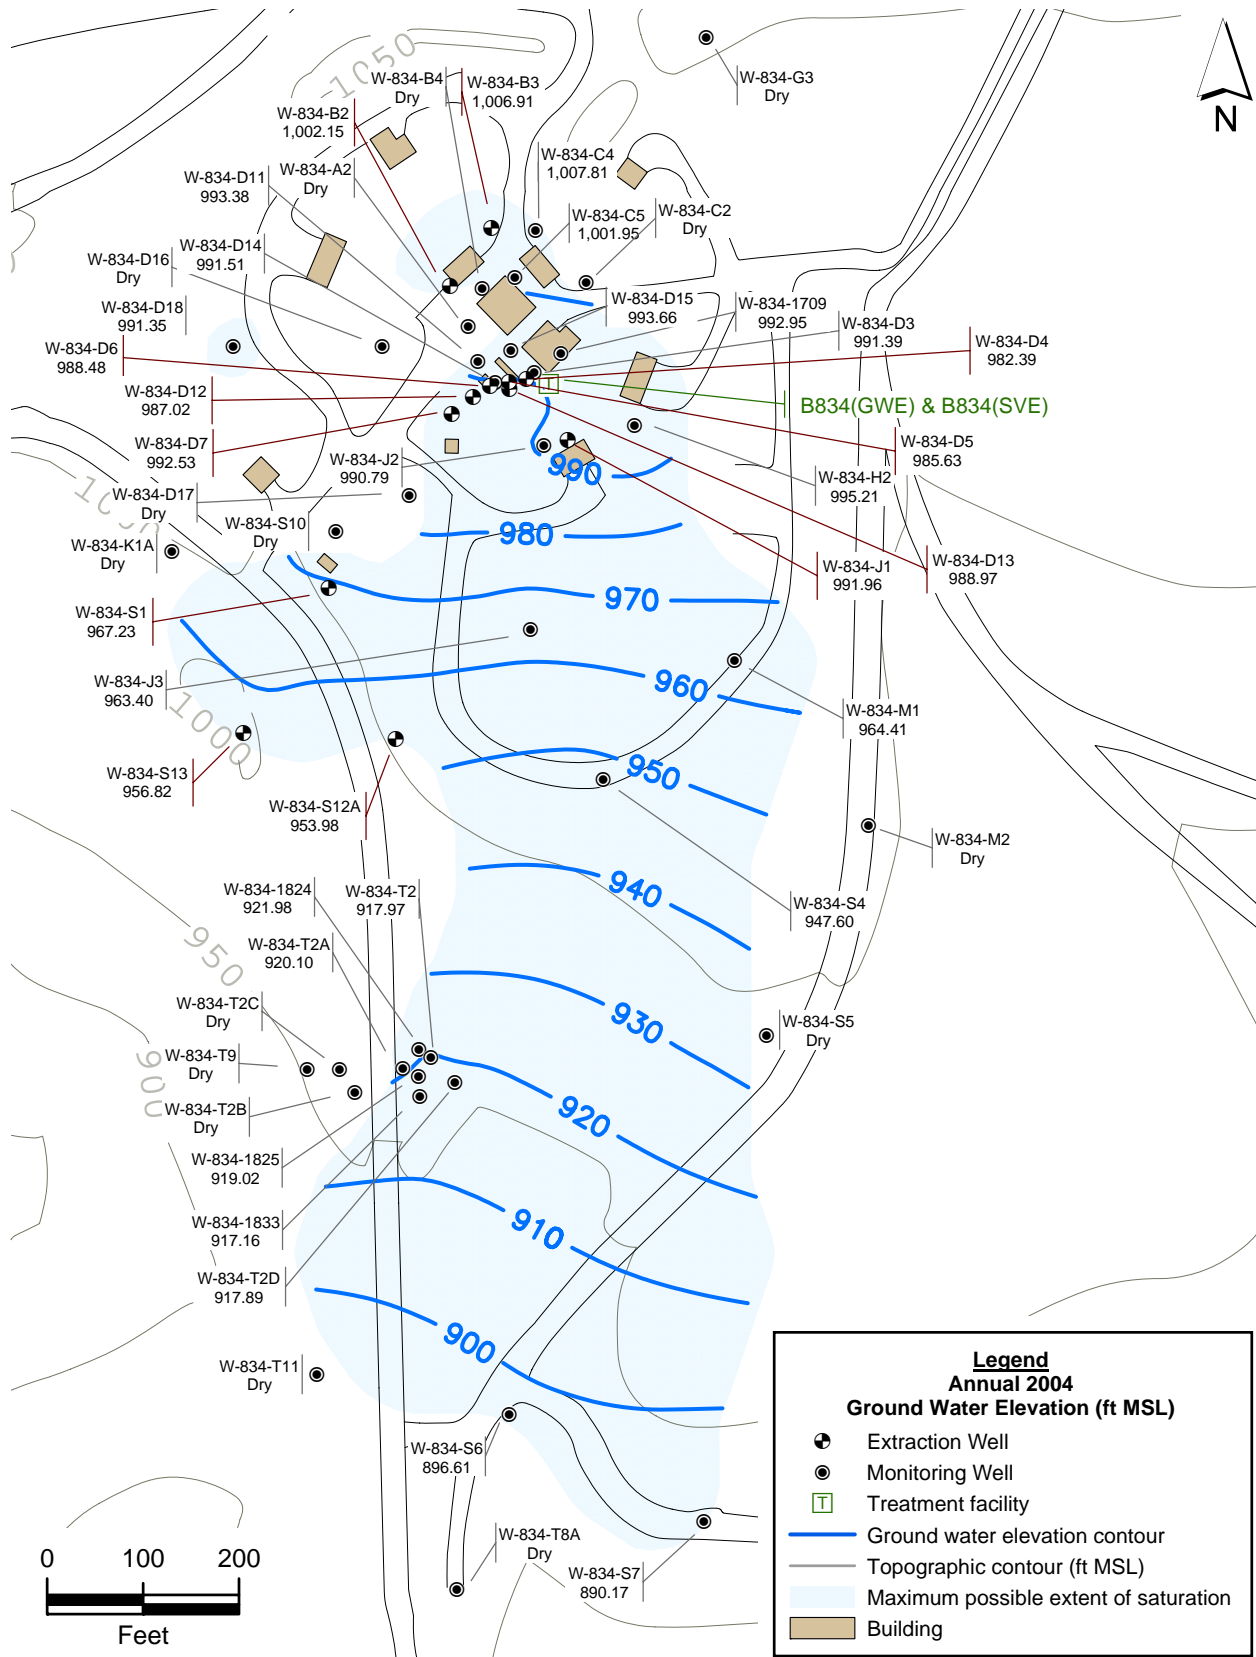 1050
W-834-B4
Dry
W-834-B3
1,006.91
W-834-G3
Dry
N
W-834-B2
1,002.15
W-834-C4
1,007.81
W-834-A2
Dry
W-834-D11
993.38
W-834-C5
1,001.95
W-834-C2
Dry
W-834-D14
991.51
W-834-D16
Dry
W-834-D18
991.35
W-834-D15
993.66
W-834-1709
992.95
W-834-D3
991.39
W-834-D4
982.39
W-834-D6
988.48
T
W-834-D12
987.02
B834(GWE) & B834(SVE)
W-834-D7
992.53
W-834-D5
985.63
W-834-J2
990.79
990
W-834-H2
995.21
1050
W-834-D17
Dry
W-834-S10
Dry
980
W-834-K1A
Dry
W-834-J1
991.96
W-834-D13
988.97
970
W-834-S1
967.23
W-834-J3
963.40
960
1000
W-834-M1
964.41
W-834-S13
956.82
950
W-834-S12A
953.98
W-834-M2
Dry
W-834-1824
921.98
W-834-T2
917.97
940
W-834-S4
947.60
950
W-834-T2A
920.10
W-834-T2C
Dry
930
W-834-S5
Dry
W-834-T9
Dry
900
W-834-T2B
Dry
920
W-834-1825
919.02
W-834-1833
917.16
910
W-834-T2D
917.89
900
W-834-T11
Dry
W-834-S6
896.61
W-834-T8A
Dry
W-834-S7
890.17
0 100 200
Feet
Legend
Annual 2004
Ground Water Elevation (ft MSL)
Extraction Well
Monitoring Well
T Treatment facility
Ground water elevation contour
Topographic contour (ft MSL)
Maximum possible extent of saturation
Building